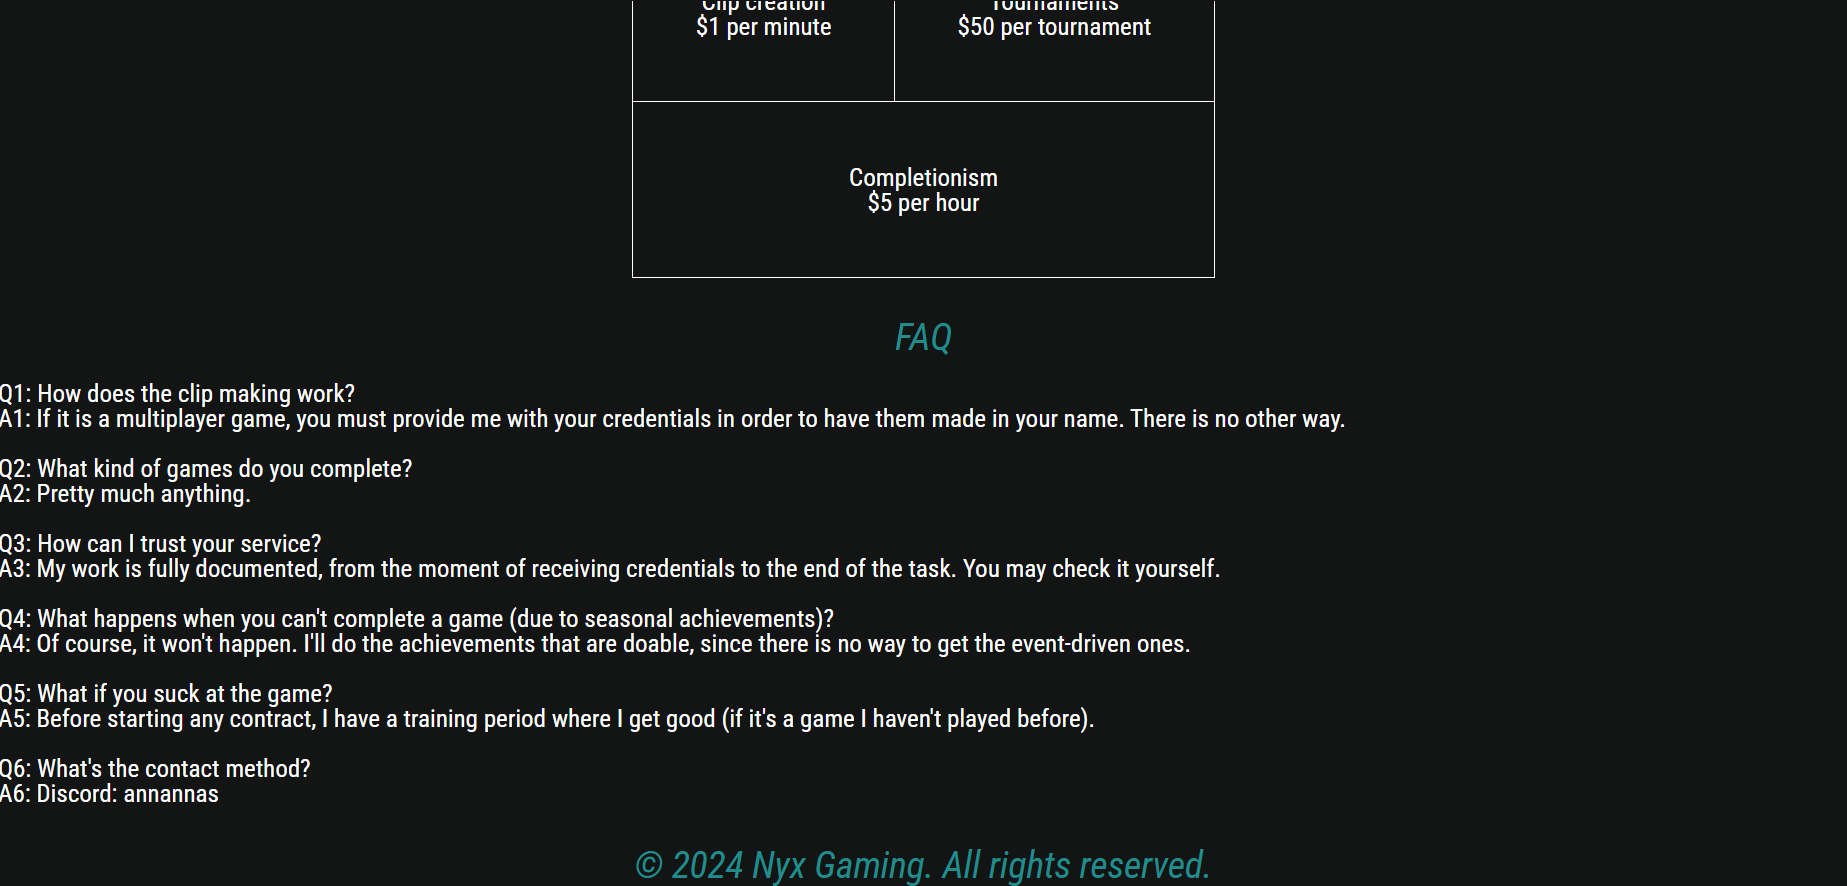 Clip creation
$1 per minute
Tournaments
$50 per tournament
Completionism
$5 per hour
FAQ
Q1: How does the clip making work?
A1: If it is a multiplayer game, you must provide me with your credentials in order to have them made in your name. There is no other way.
Q2: What kind of games do you complete?
A2: Pretty much anything.
Q3: How can I trust your service?
A3: My work is fully documented, from the moment of receiving credentials to the end of the task. You may check it yourself.
Q4: What happens when you can't complete a game (due to seasonal achievements)?
A4: Of course, it won't happen. I'll do the achievements that are doable, since there is no way to get the event-driven ones.
Q5: What if you suck at the game?
A5: Before starting any contract, I have a training period where I get good (if it's a game I haven't played before).
Q6: What's the contact method?
A6: Discord: annannas
© 2024 Nyx Gaming. All rights reserved.